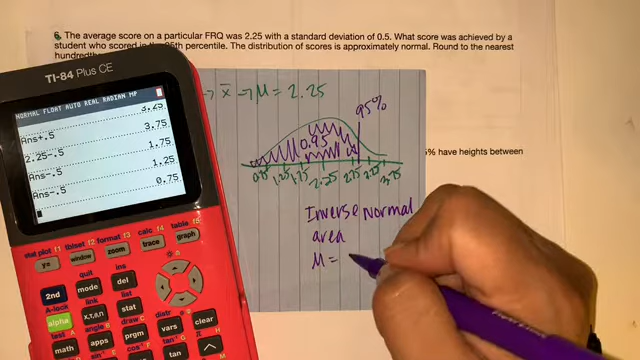 6. The average score on a particular FRQ was 2.25 with a standard deviation of 0.5. What score was achieved by a
student who scored in the 95th percentile. The distribution of scores is approximately normal. Round to the nearest
→ x̄ → μ = 2.25
95%
0.95
0.75 1.25 1.75 2.25 2.75 3.25 3.75
% have heights between
Inverse Normal
area
μ =
TI-84 Plus CE
NORMAL FLOAT AUTO REAL RADIAN MP
3.25
Ans+.5
3.75
2.25-.5
1.75
Ans-.5
1.25
Ans-.5
0.75
stat plot f1 tblset f2 format f3 calc f4 table f5
y= window zoom trace graph
quit ins
2nd mode del
A-lock link list
alpha X,T,θ,n stat
test angle draw distr
math apps prgm vars clear
sin cos tan ^